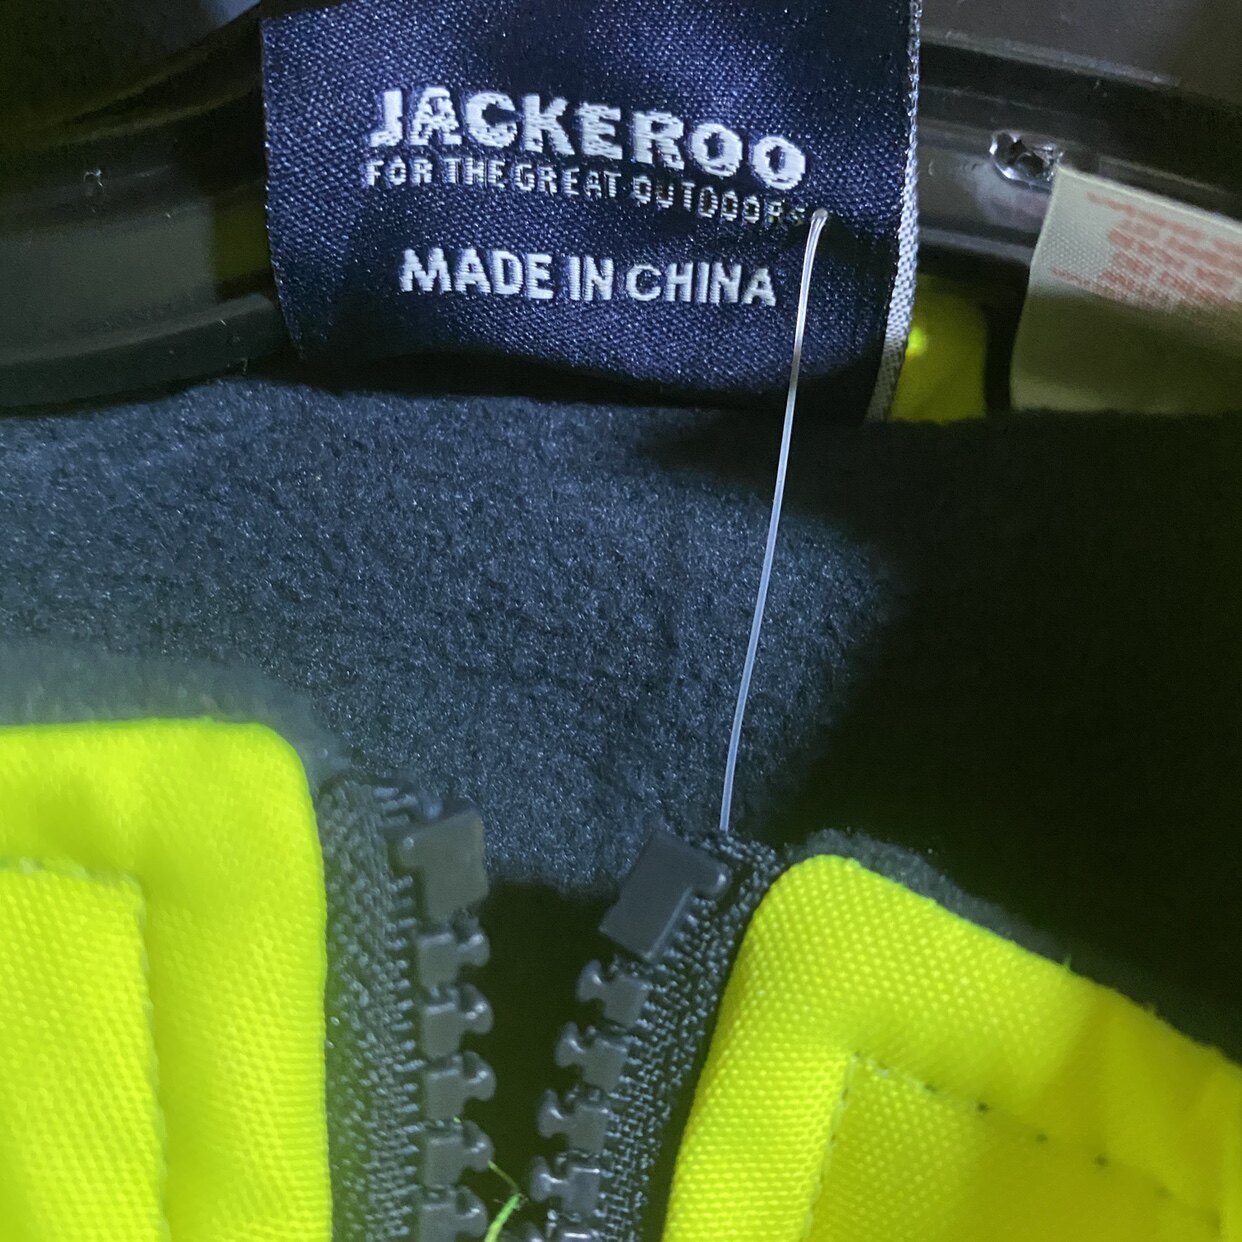 JACKEROO
FOR THE GREAT OUTDOORS
MADE IN CHINA